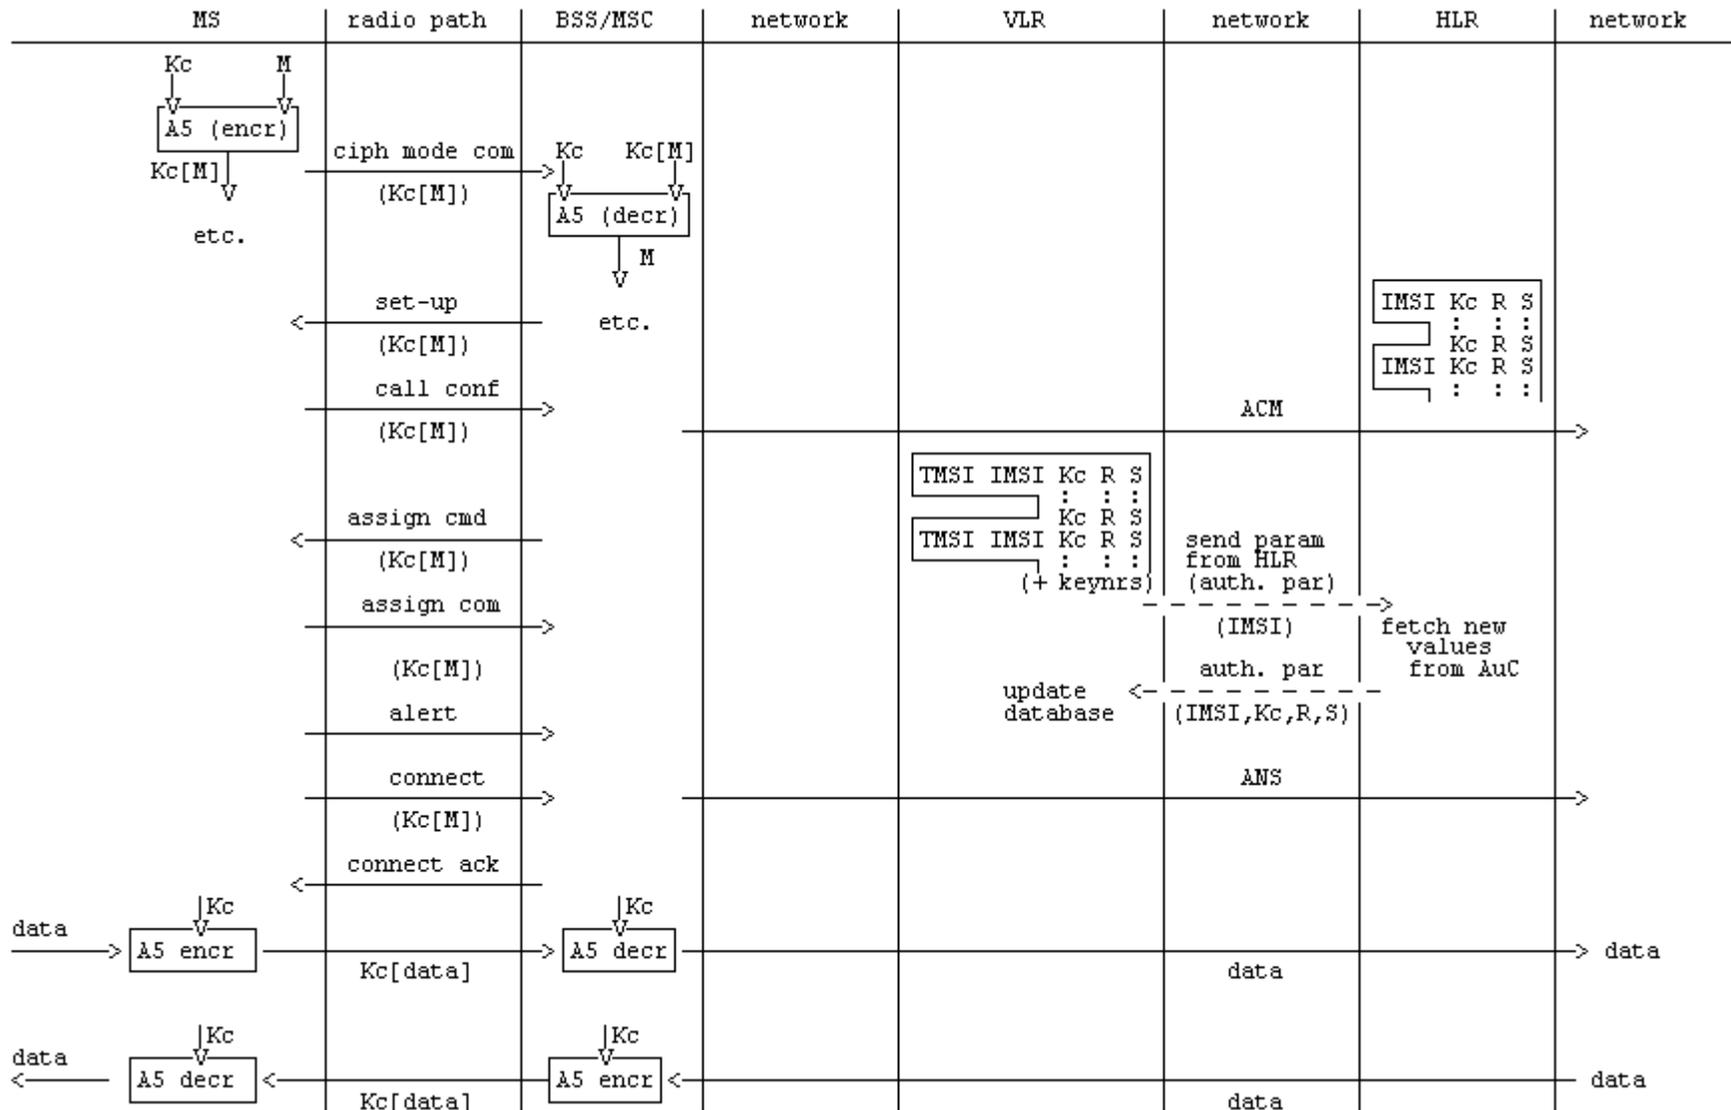 MS radio path BSS/MSC network VLR network HLR network
Kc M
A5 (encr)
ciph mode com Kc Kc[M]
Kc[M]
(Kc[M])
A5 (decr)
etc.
M
set-up IMSI Kc R S
etc. : : :
(Kc[M]) Kc R S
IMSI Kc R S
call conf : : :
ACM
(Kc[M])
TMSI IMSI Kc R S
: : :
assign cmd Kc R S
TMSI IMSI Kc R S send param
(Kc[M]) : : : from HLR
(+ keynrs) (auth. par)
assign com
(IMSI) fetch new
values
(Kc[M]) auth. par from AuC
update
alert database (IMSI,Kc,R,S)
connect ANS
(Kc[M])
connect ack
Kc Kc
data
A5 encr A5 decr data
Kc[data] data
Kc Kc
data
A5 decr A5 encr data
Kc[data] data